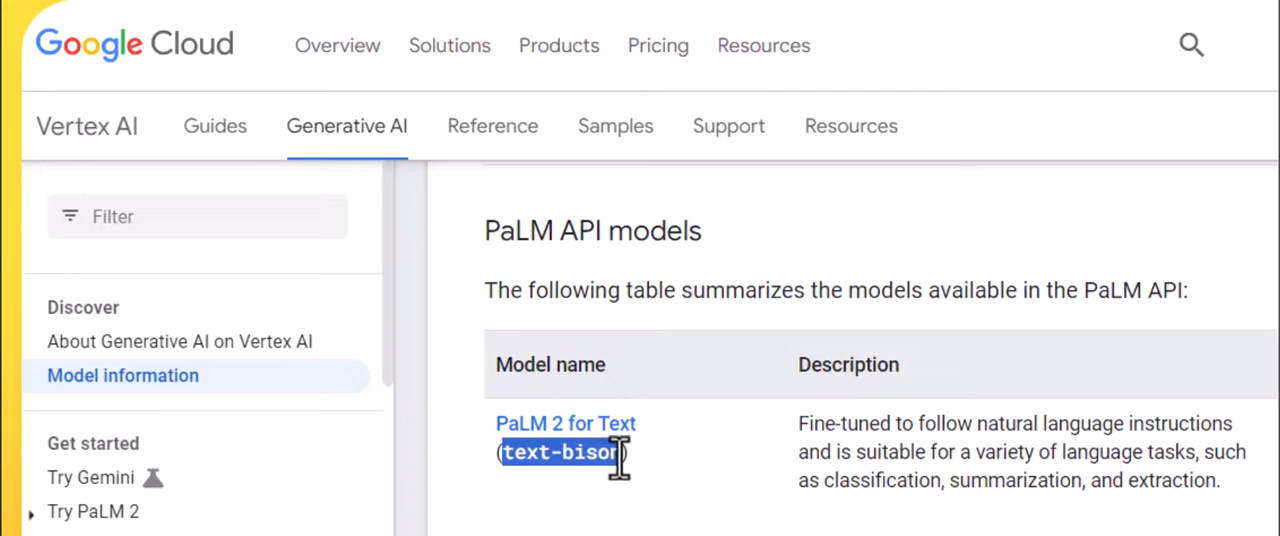 Google Cloud
Overview
Solutions
Products
Pricing
Resources
Vertex AI
Guides
Generative AI
Reference
Samples
Support
Resources
Filter
Discover
About Generative AI on Vertex AI
Model information
Get started
Try Gemini
Try PaLM 2
PaLM API models
The following table summarizes the models available in the PaLM API:
Model name
Description
PaLM 2 for Text
(text-bison)
Fine-tuned to follow natural language instructions
and is suitable for a variety of language tasks, such
as classification, summarization, and extraction.